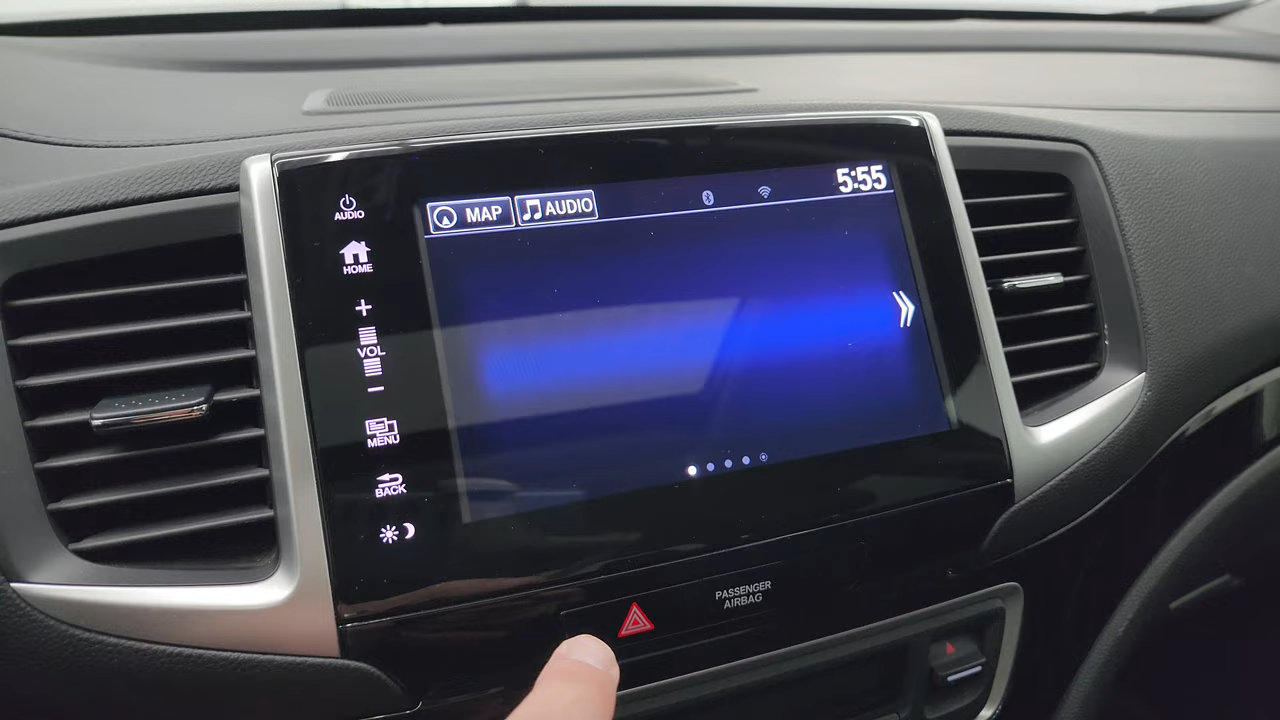 AUDIO
HOME
+
VOL
−
MENU
BACK
MAP
AUDIO
5:55
PASSENGER
AIRBAG